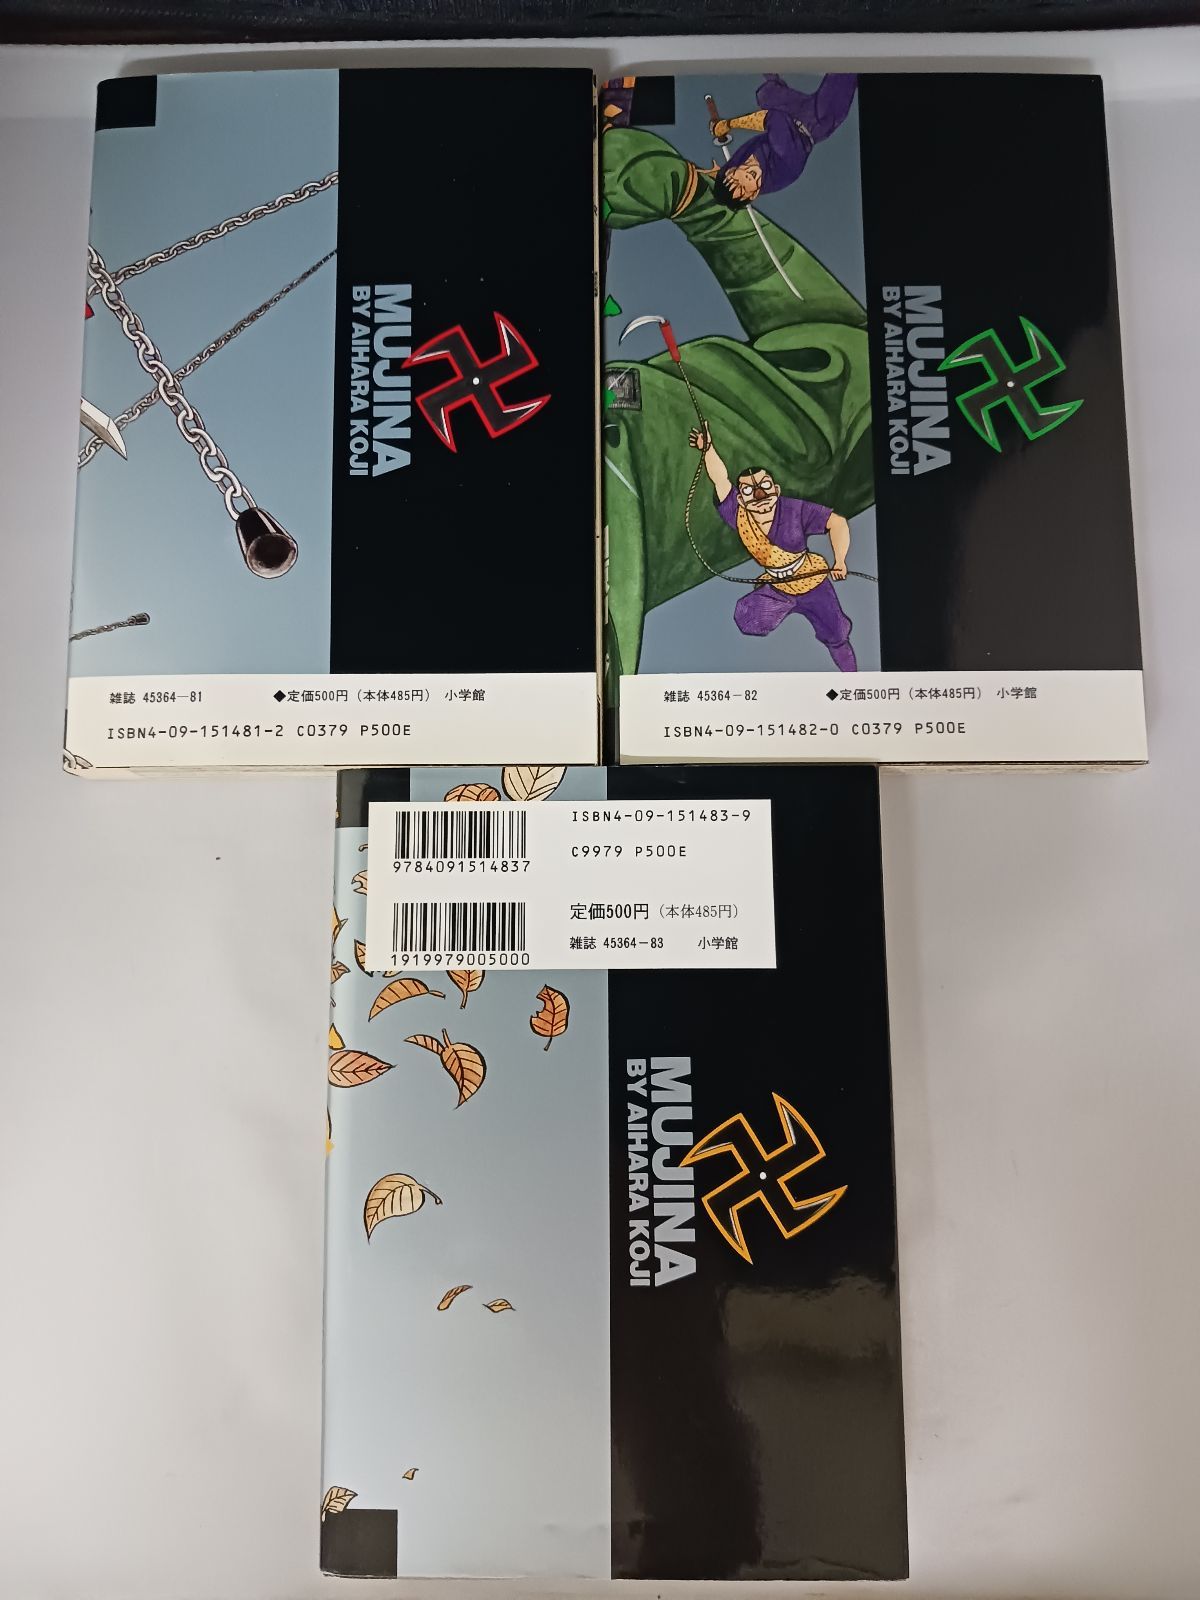 MUJINA
BY AIHARA KOJI
雑誌 45364-81 ◆定価500円(本体485円) 小学館
ISBN4-09-151481-2 C0379 P500E
MUJINA
BY AIHARA KOJI
雑誌 45364-82 ◆定価500円(本体485円) 小学館
ISBN4-09-151482-0 C0379 P500E
ISBN4-09-151483-9
C9979 P500E
9784091514837
定価500円(本体485円)
雑誌 45364-83 小学館
1919979005000
MUJINA
BY AIHARA KOJI